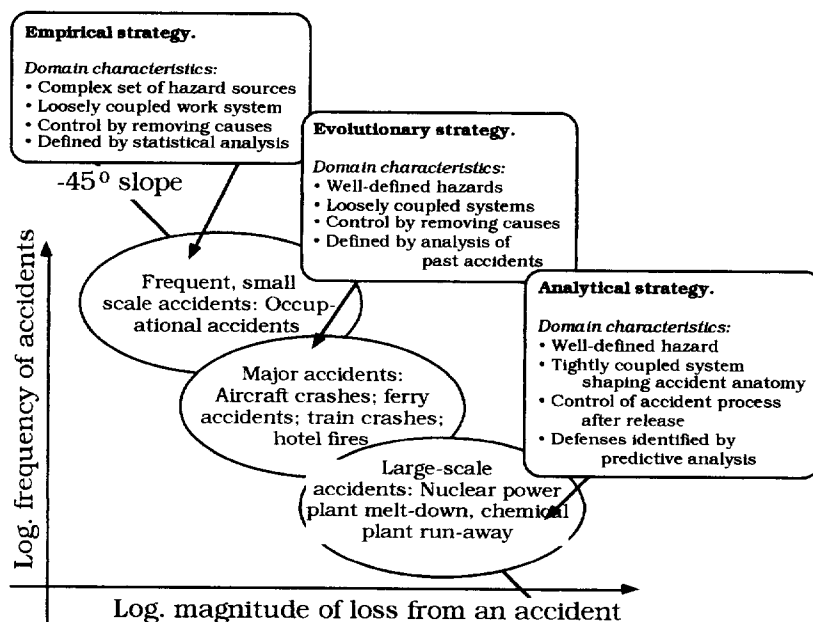 Empirical strategy.
Domain characteristics:
• Complex set of hazard sources
• Loosely coupled work system
• Control by removing causes
• Defined by statistical analysis
-45⁰ slope
Evolutionary strategy.
Domain characteristics:
• Well-defined hazards
• Loosely coupled systems
• Control by removing causes
• Defined by analysis of
past accidents
Analytical strategy.
Domain characteristics:
• Well-defined hazard
• Tightly coupled system
shaping accident anatomy
• Control of accident process
after release
• Defenses identified by
predictive analysis
Frequent, small
scale accidents: Occup-
ational accidents
Major accidents:
Aircraft crashes; ferry
accidents; train crashes;
hotel fires
Large-scale
accidents: Nuclear power
plant melt-down, chemical
plant run-away
Log. frequency of accidents
Log. magnitude of loss from an accident